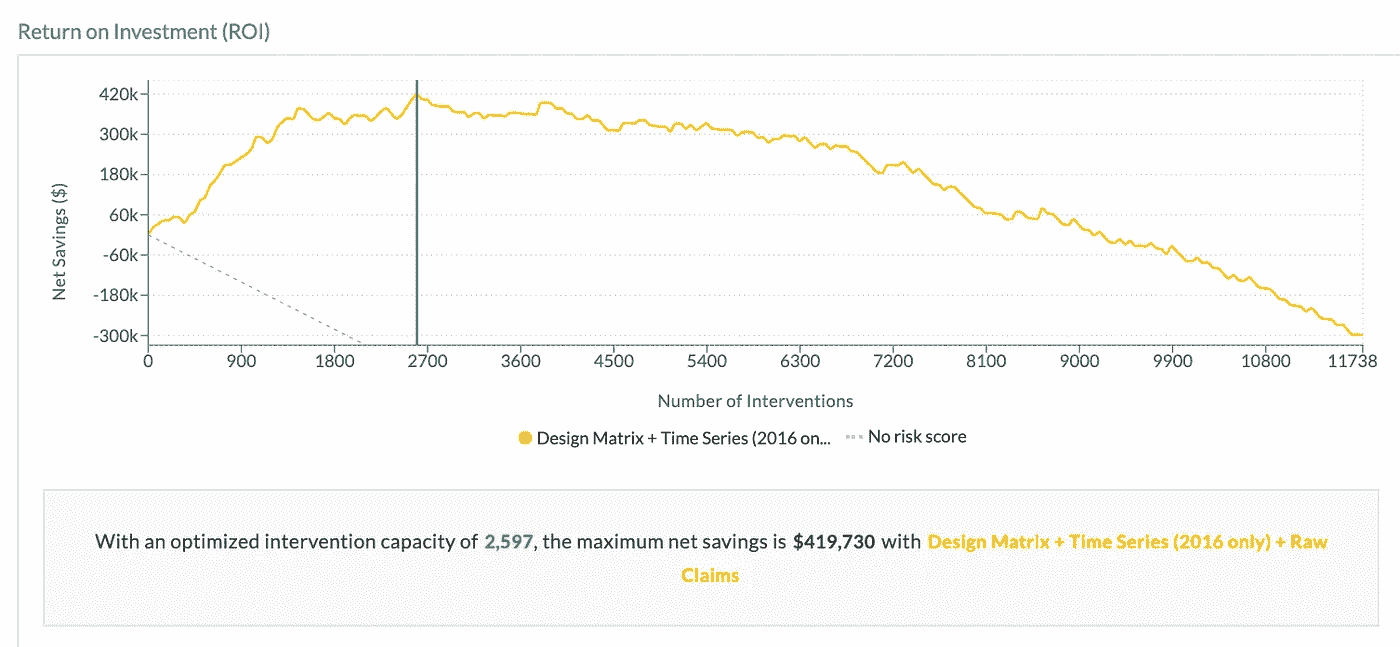 Return on Investment (ROI)
420k
300k
180k
60k
-60k
-180k
-300k
Net Savings ($)
0 900 1800 2700 3600 4500 5400 6300 7200 8100 9000 9900 10800 11738
Number of Interventions
Design Matrix + Time Series (2016 on... No risk score
With an optimized intervention capacity of 2,597, the maximum net savings is $419,730 with Design Matrix + Time Series (2016 only) + Raw
Claims